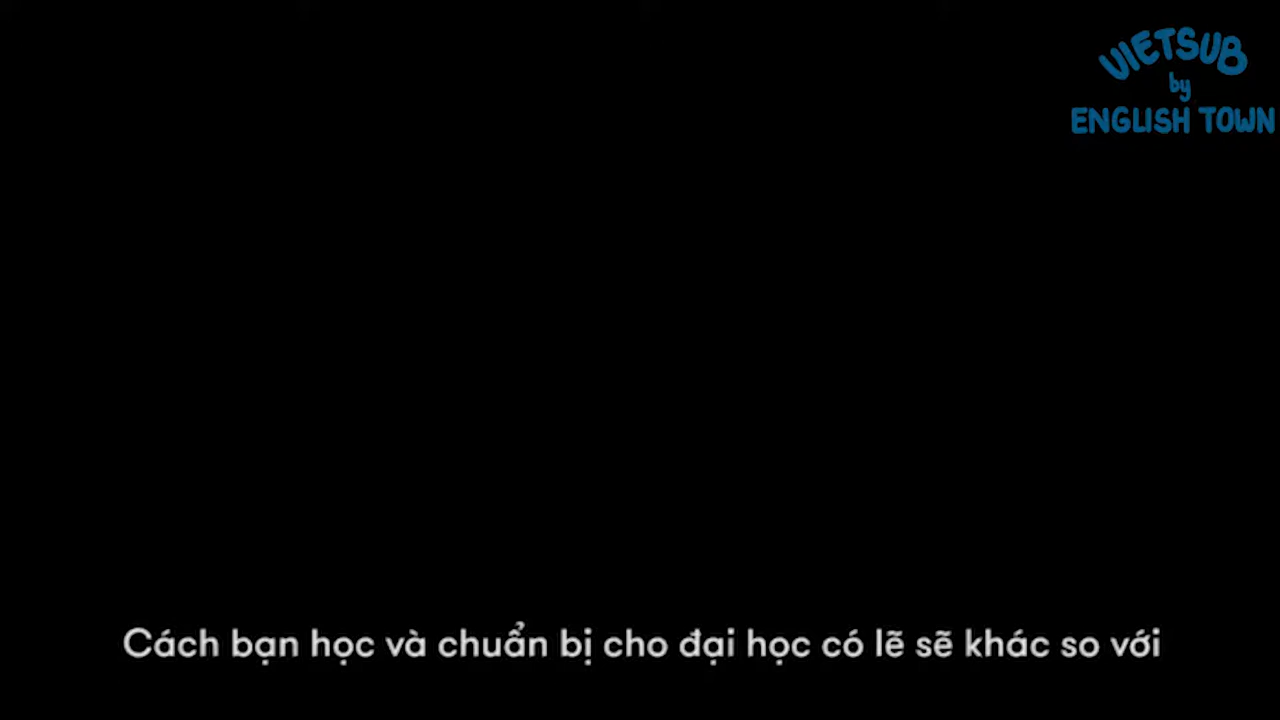 VIETSUB
by
ENGLISH TOWN
Cách bạn học và chuẩn bị cho đại học có lẽ sẽ khác so với